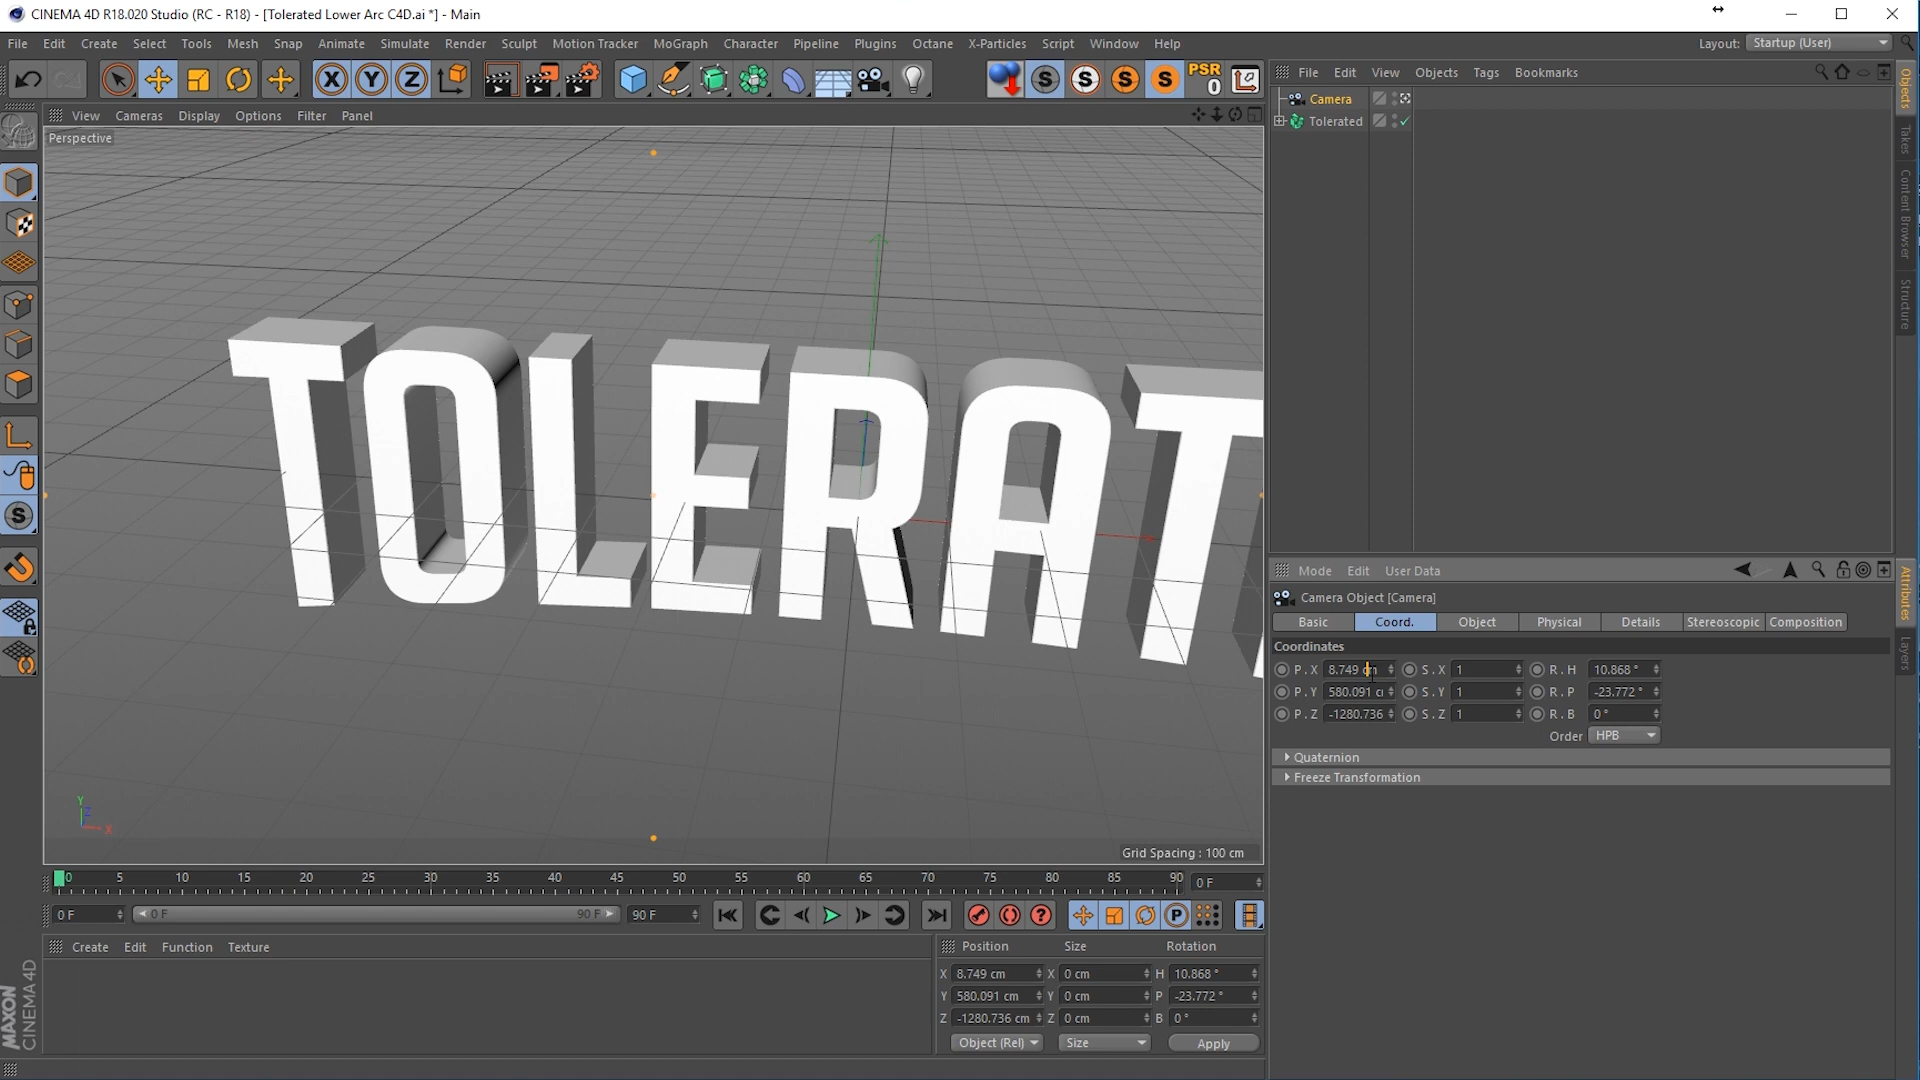 CINEMA 4D R18.020 Studio (RC - R18) - [Tolerated Lower Arc C4D.ai *] - Main
File Edit Create Select Tools Mesh Snap Animate Simulate Render Sculpt Motion Tracker MoGraph Character Pipeline Plugins Octane X-Particles Script Window Help
Layout: Startup (User)
X Y Z S S S S PSR 0
File Edit View Objects Tags Bookmarks
View Cameras Display Options Filter Panel
Perspective
Camera
Tolerated
Objects
Takes
Content Browser
Structure
TOLERAT
Grid Spacing : 100 cm
Y Z X
S
Mode Edit User Data
Camera Object [Camera]
Basic Coord. Object Physical Details Stereoscopic Composition
Coordinates
P . X 8.749 S . X 1 R . H 10.868 °
P . Y 580.091 S . Y 1 R . P -23.772 °
P . Z -1280.736 S . Z 1 R . B 0 °
Order HPB
Quaternion
Freeze Transformation
Attributes
Layers
0 5 10 15 20 25 30 35 40 45 50 55 60 65 70 75 80 85 90 0 F
0 F 0 F 90 F 90 F ? P
Create Edit Function Texture
Position Size Rotation
X 8.749 cm X 0 cm H 10.868 °
Y 580.091 cm Y 0 cm P -23.772 °
Z -1280.736 cm Z 0 cm B 0 °
Object (Rel) Size Apply
MAXON
CINEMA 4D